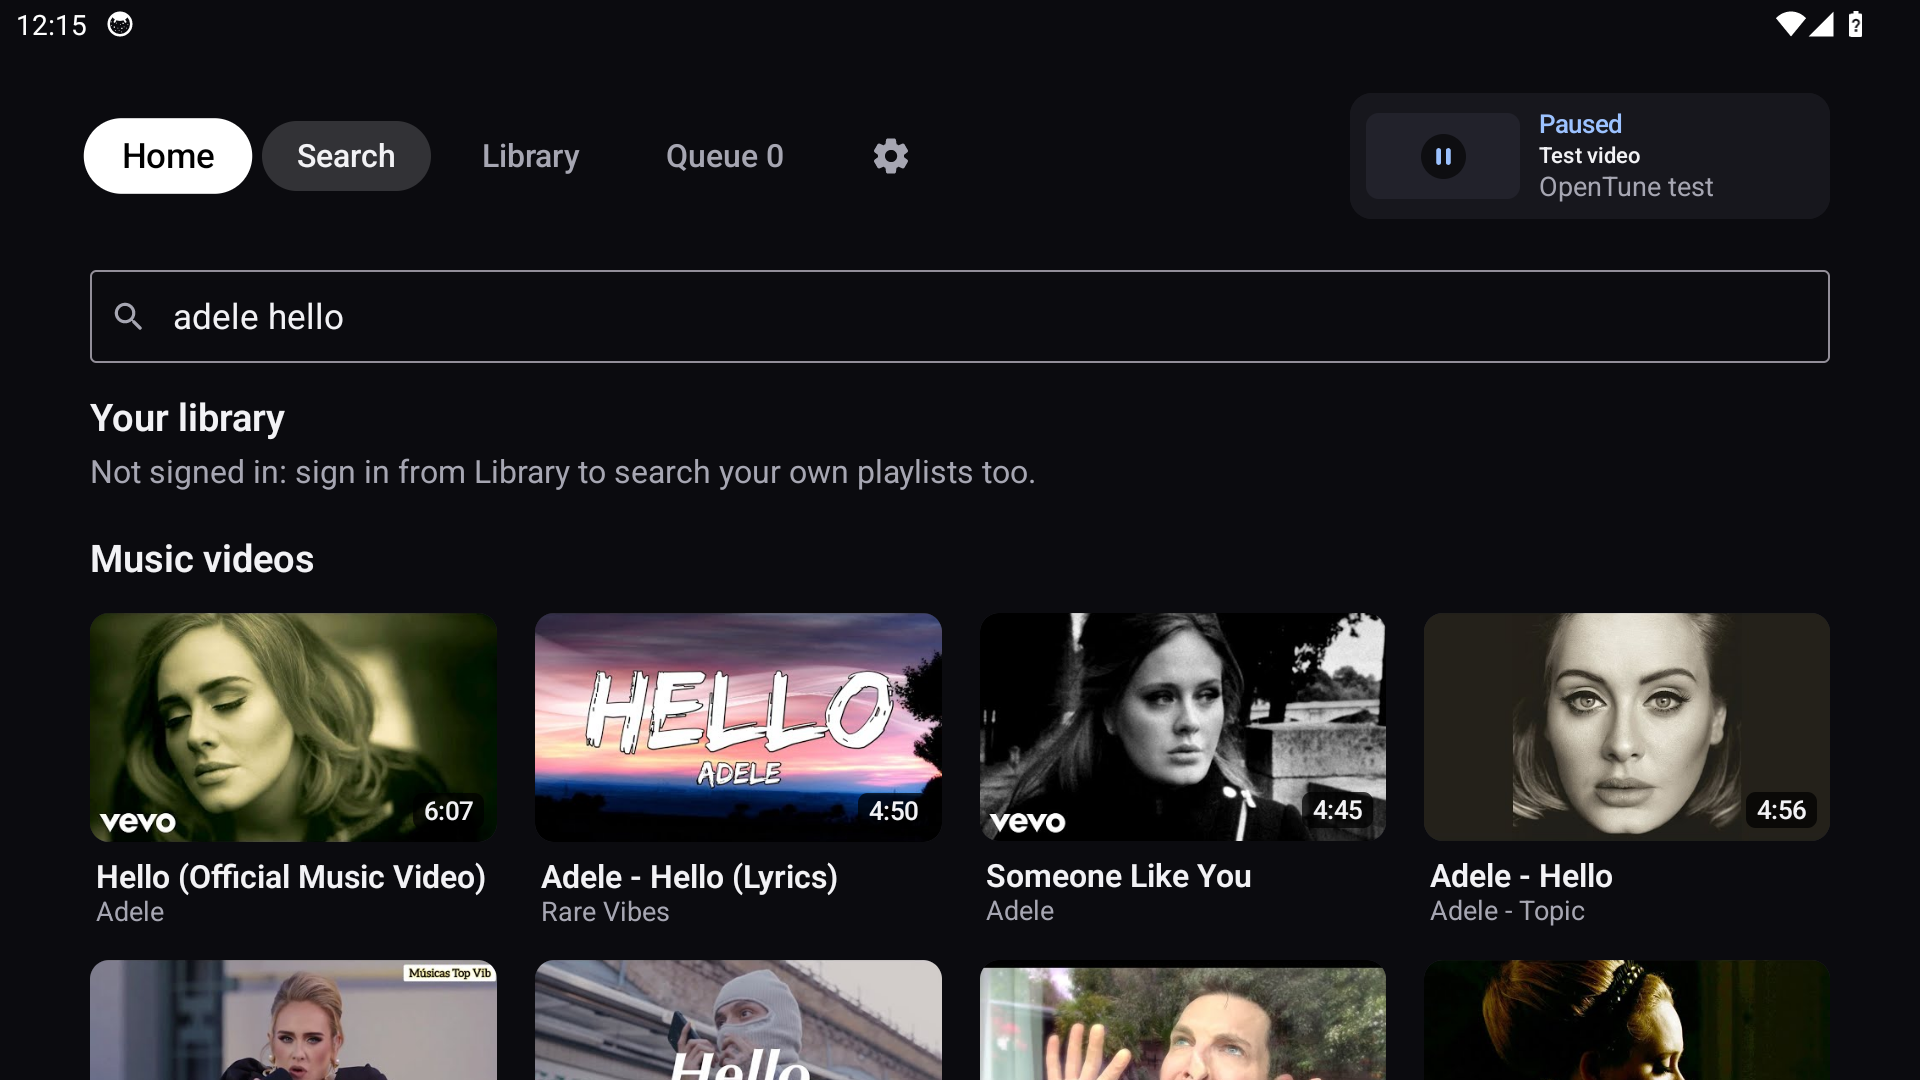 12:15
Home
Search
Library
Queue 0
Paused
Test video
OpenTune test
adele hello
Your library
Not signed in: sign in from Library to search your own playlists too.
Music videos
vevo
6:07
HELLO
ADELE
4:50
vevo
4:45
4:56
Hello (Official Music Video)
Adele
Adele - Hello (Lyrics)
Rare Vibes
Someone Like You
Adele
Adele - Hello
Adele - Topic
Músicas Top Vib
Hello